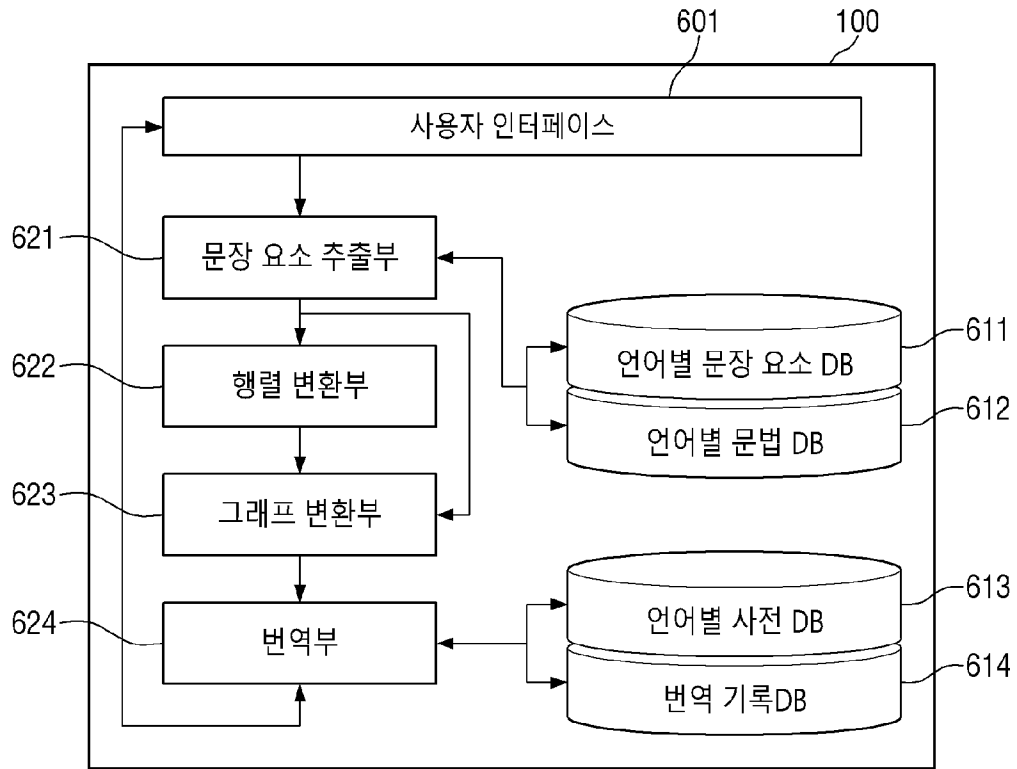 601
100
사용자 인터페이스
621
문장 요소 추출부
622
행렬 변환부
611
언어별 문장 요소 DB
612
언어별 문법 DB
623
그래프 변환부
624
번역부
613
언어별 사전 DB
614
번역 기록DB